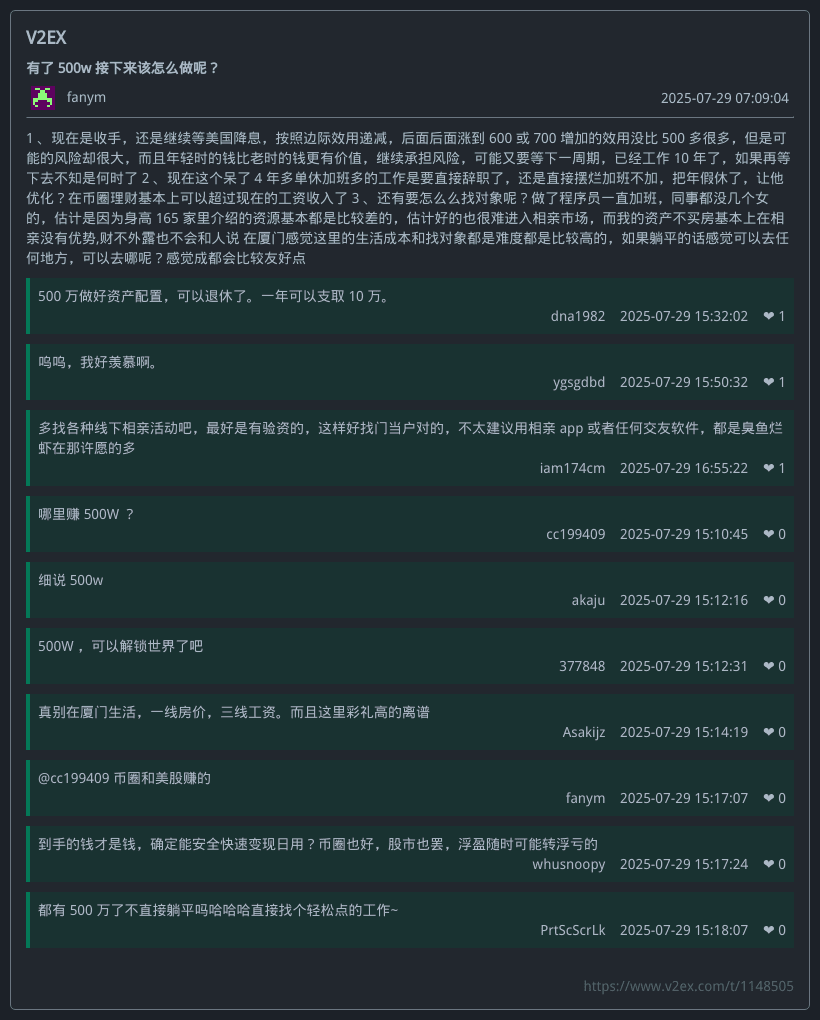 V2EX
有了 500w 接下来该怎么做呢？
fanym
2025-07-29 07:09:04
1 、现在是收手，还是继续等美国降息，按照边际效用递减，后面后面涨到 600 或 700 增加的效用没比 500 多很多，但是可
能的风险却很大，而且年轻时的钱比老时的钱更有价值，继续承担风险，可能又要等下一周期，已经工作 10 年了，如果再等
下去不知是何时了 2 、现在这个呆了 4 年多单休加班多的工作是要直接辞职了，还是直接摆烂加班不加，把年假休了，让他
优化？在币圈理财基本上可以超过现在的工资收入了 3 、还有要怎么么找对象呢？做了程序员一直加班，同事都没几个女
的，估计是因为身高 165 家里介绍的资源基本都是比较差的，估计好的也很难进入相亲市场，而我的资产不买房基本上在相
亲没有优势,财不外露也不会和人说 在厦门感觉这里的生活成本和找对象都是难度都是比较高的，如果躺平的话感觉可以去任
何地方，可以去哪呢？感觉成都会比较友好点
500 万做好资产配置，可以退休了。一年可以支取 10 万。
dna1982 2025-07-29 15:32:02 ❤ 1
呜呜，我好羡慕啊。
ygsgdbd 2025-07-29 15:50:32 ❤ 1
多找各种线下相亲活动吧，最好是有验资的，这样好找门当户对的，不太建议用相亲 app 或者任何交友软件，都是臭鱼烂
虾在那许愿的多
iam174cm 2025-07-29 16:55:22 ❤ 1
哪里赚 500W ？
cc199409 2025-07-29 15:10:45 ❤ 0
细说 500w
akaju 2025-07-29 15:12:16 ❤ 0
500W ，可以解锁世界了吧
377848 2025-07-29 15:12:31 ❤ 0
真别在厦门生活，一线房价，三线工资。而且这里彩礼高的离谱
Asakijz 2025-07-29 15:14:19 ❤ 0
@cc199409 币圈和美股赚的
fanym 2025-07-29 15:17:07 ❤ 0
到手的钱才是钱，确定能安全快速变现日用？币圈也好，股市也罢，浮盈随时可能转浮亏的
whusnoopy 2025-07-29 15:17:24 ❤ 0
都有 500 万了不直接躺平吗哈哈哈直接找个轻松点的工作~
PrtScScrLk 2025-07-29 15:18:07 ❤ 0
https://www.v2ex.com/t/1148505